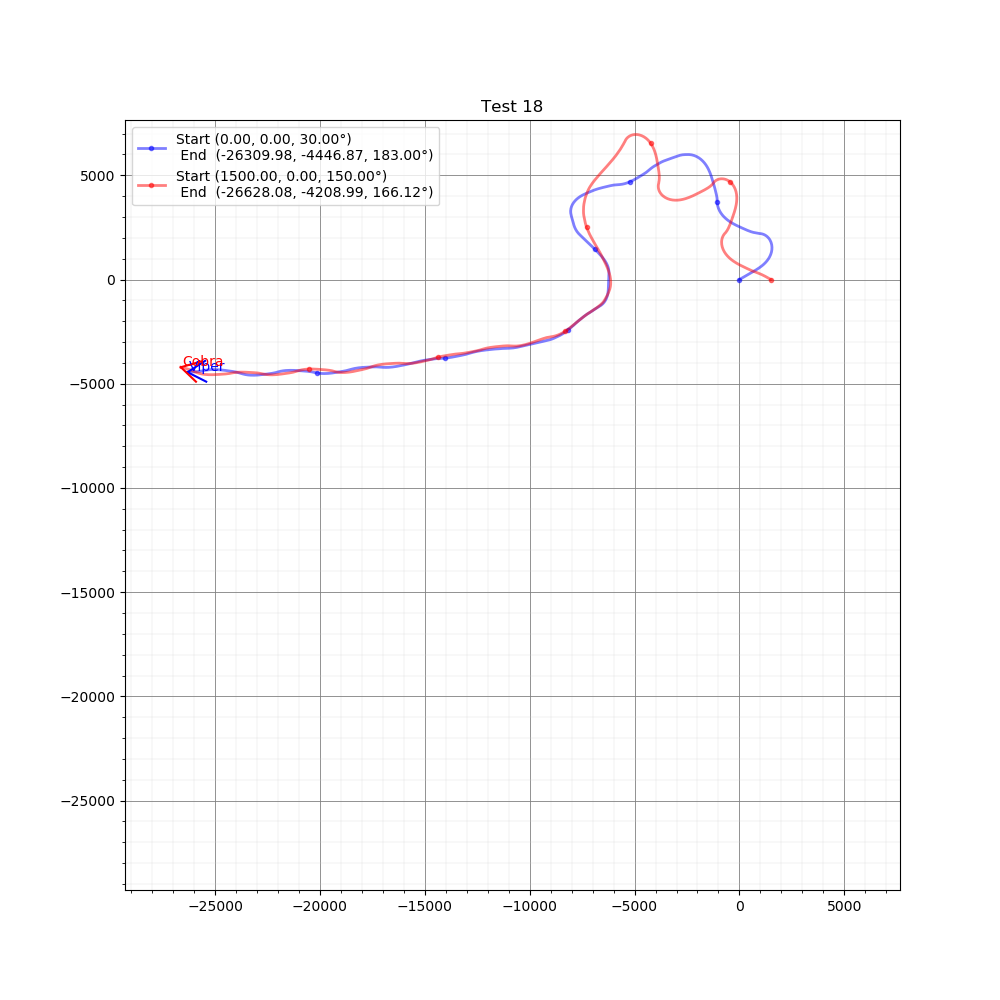 Test 18
Start (0.00, 0.00, 30.00°)
End (-26309.98, -4446.87, 183.00°)
Start (1500.00, 0.00, 150.00°)
End (-26628.08, -4208.99, 166.12°)
5000
0
−5000
−10000
−15000
−20000
−25000
Cobra
Viper
−25000 −20000 −15000 −10000 −5000 0 5000